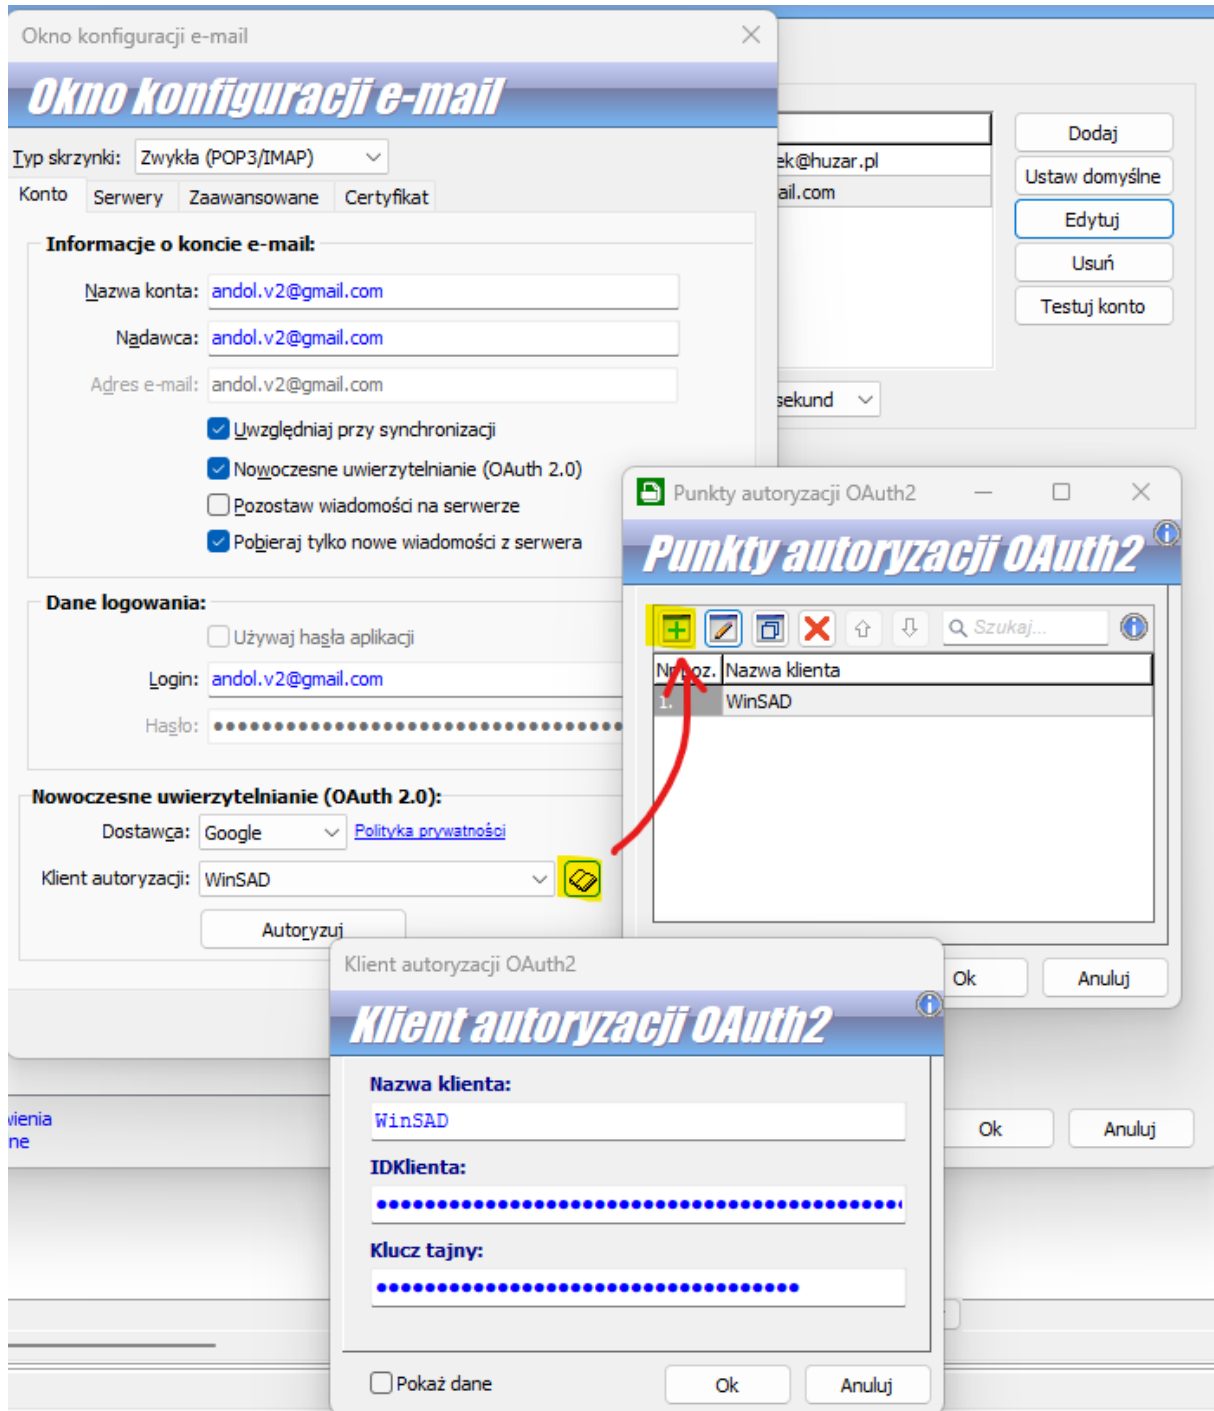 Okno konfiguracji e-mail
Okno konfiguracji e-mail
Typ skrzynki: Zwykła (POP3/IMAP)
Konto Serwery Zaawansowane Certyfikat
Informacje o koncie e-mail:
Nazwa konta: andol.v2@gmail.com
Nadawca: andol.v2@gmail.com
Adres e-mail: andol.v2@gmail.com
Uwzględniaj przy synchronizacji
Nowoczesne uwierzytelnianie (OAuth 2.0)
Pozostaw wiadomości na serwerze
Pobieraj tylko nowe wiadomości z serwera
Dane logowania:
Używaj hasła aplikacji
Login: andol.v2@gmail.com
Hasło:
Nowoczesne uwierzytelnianie (OAuth 2.0):
Dostawca: Google Polityka prywatności
Klient autoryzacji: WinSAD
Autoryzuj
ek@huzar.pl
ail.com
sekund
Dodaj
Ustaw domyślne
Edytuj
Usuń
Testuj konto
Punkty autoryzacji OAuth2
Punkty autoryzacji OAuth2
Szukaj...
Nr poz. Nazwa klienta
1. WinSAD
Ok Anuluj
Klient autoryzacji OAuth2
Klient autoryzacji OAuth2
Nazwa klienta:
WinSAD
IDKlienta:
Klucz tajny:
Pokaż dane Ok Anuluj
wienia
ne
Ok Anuluj